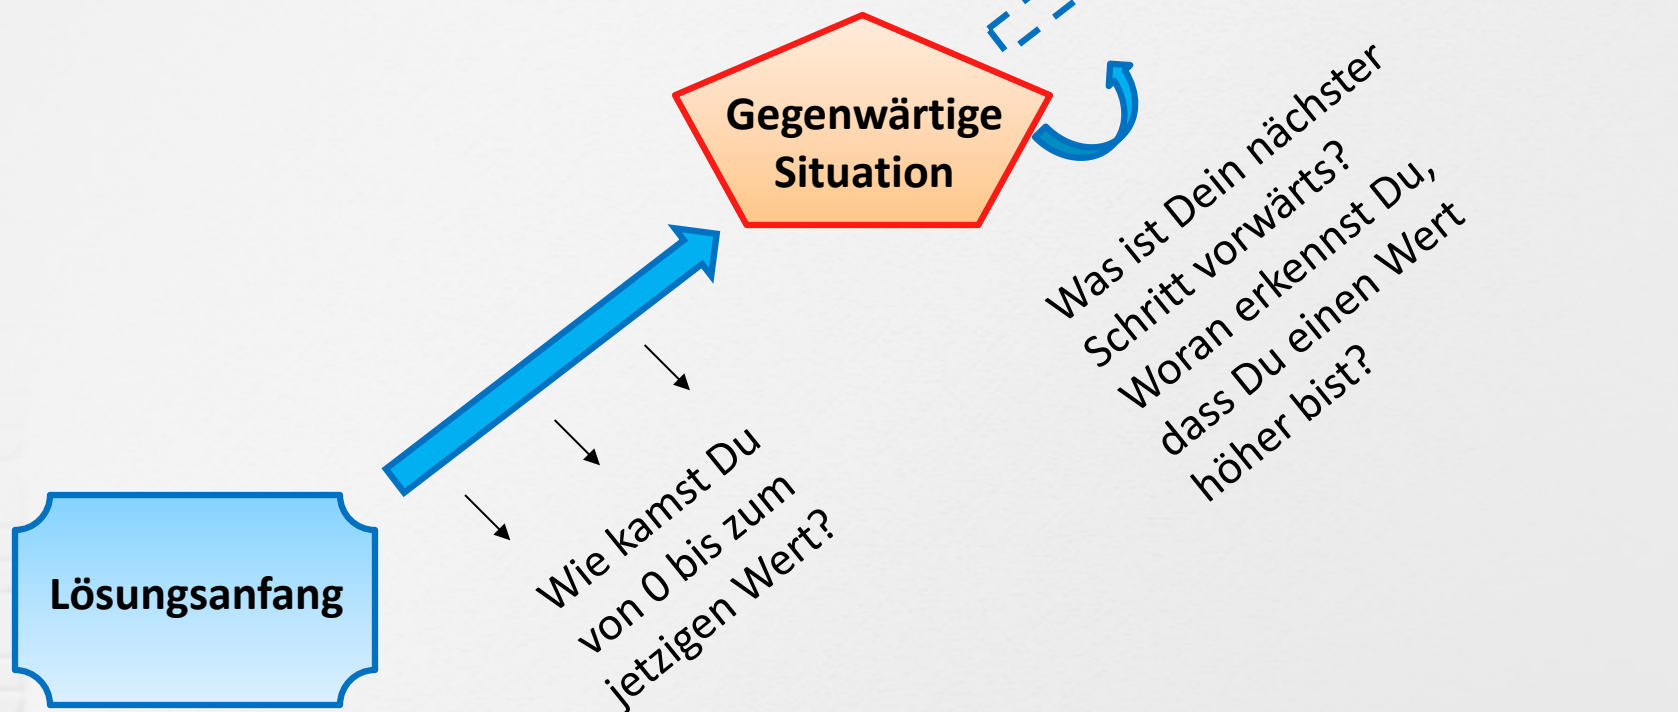 Gegenwärtige
Situation
Was ist Dein nächster
Schritt vorwärts?
Woran erkennst Du,
dass Du einen Wert
höher bist?
Wie kamst Du
von 0 bis zum
jetzigen Wert?
Lösungsanfang